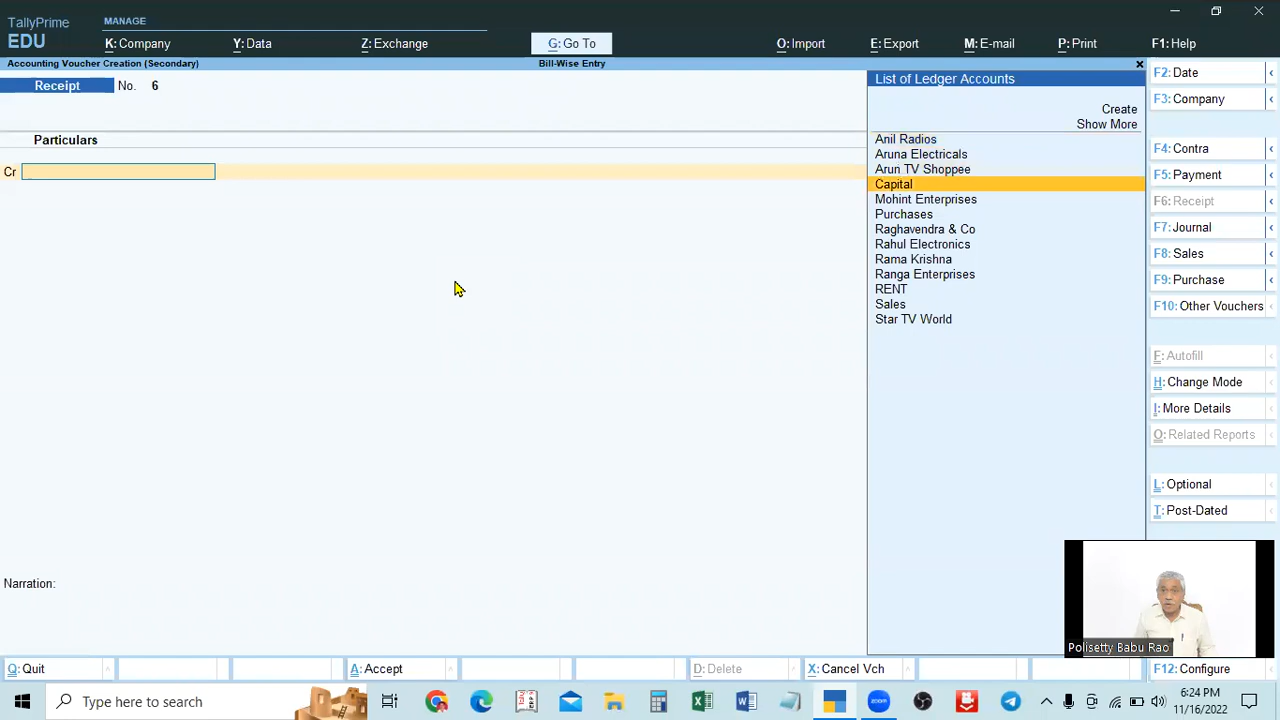 TallyPrime
EDU
MANAGE
K: Company
Y: Data
Z: Exchange
G: Go To
O: Import
E: Export
M: E-mail
P: Print
F1: Help
Accounting Voucher Creation (Secondary)
Bill-Wise Entry
Receipt No. 6
Particulars
Cr
Narration:
List of Ledger Accounts
Create
Show More
Anil Radios
Aruna Electricals
Arun TV Shoppee
Capital
Mohint Enterprises
Purchases
Raghavendra & Co
Rahul Electronics
Rama Krishna
Ranga Enterprises
RENT
Sales
Star TV World
F2: Date
F3: Company
F4: Contra
F5: Payment
F6: Receipt
F7: Journal
F8: Sales
F9: Purchase
F10: Other Vouchers
F: Autofill
H: Change Mode
I: More Details
O: Related Reports
L: Optional
T: Post-Dated
Polisetty Babu Rao
Q: Quit
A: Accept
D: Delete
X: Cancel Vch
F12: Configure
Type here to search
6:24 PM
11/16/2022